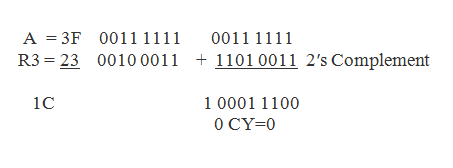 A = 3F 0011 1111 0011 1111
R3 = 23 0010 0011 + 1101 0011 2's Complement
1C 1 0001 1100
0 CY=0